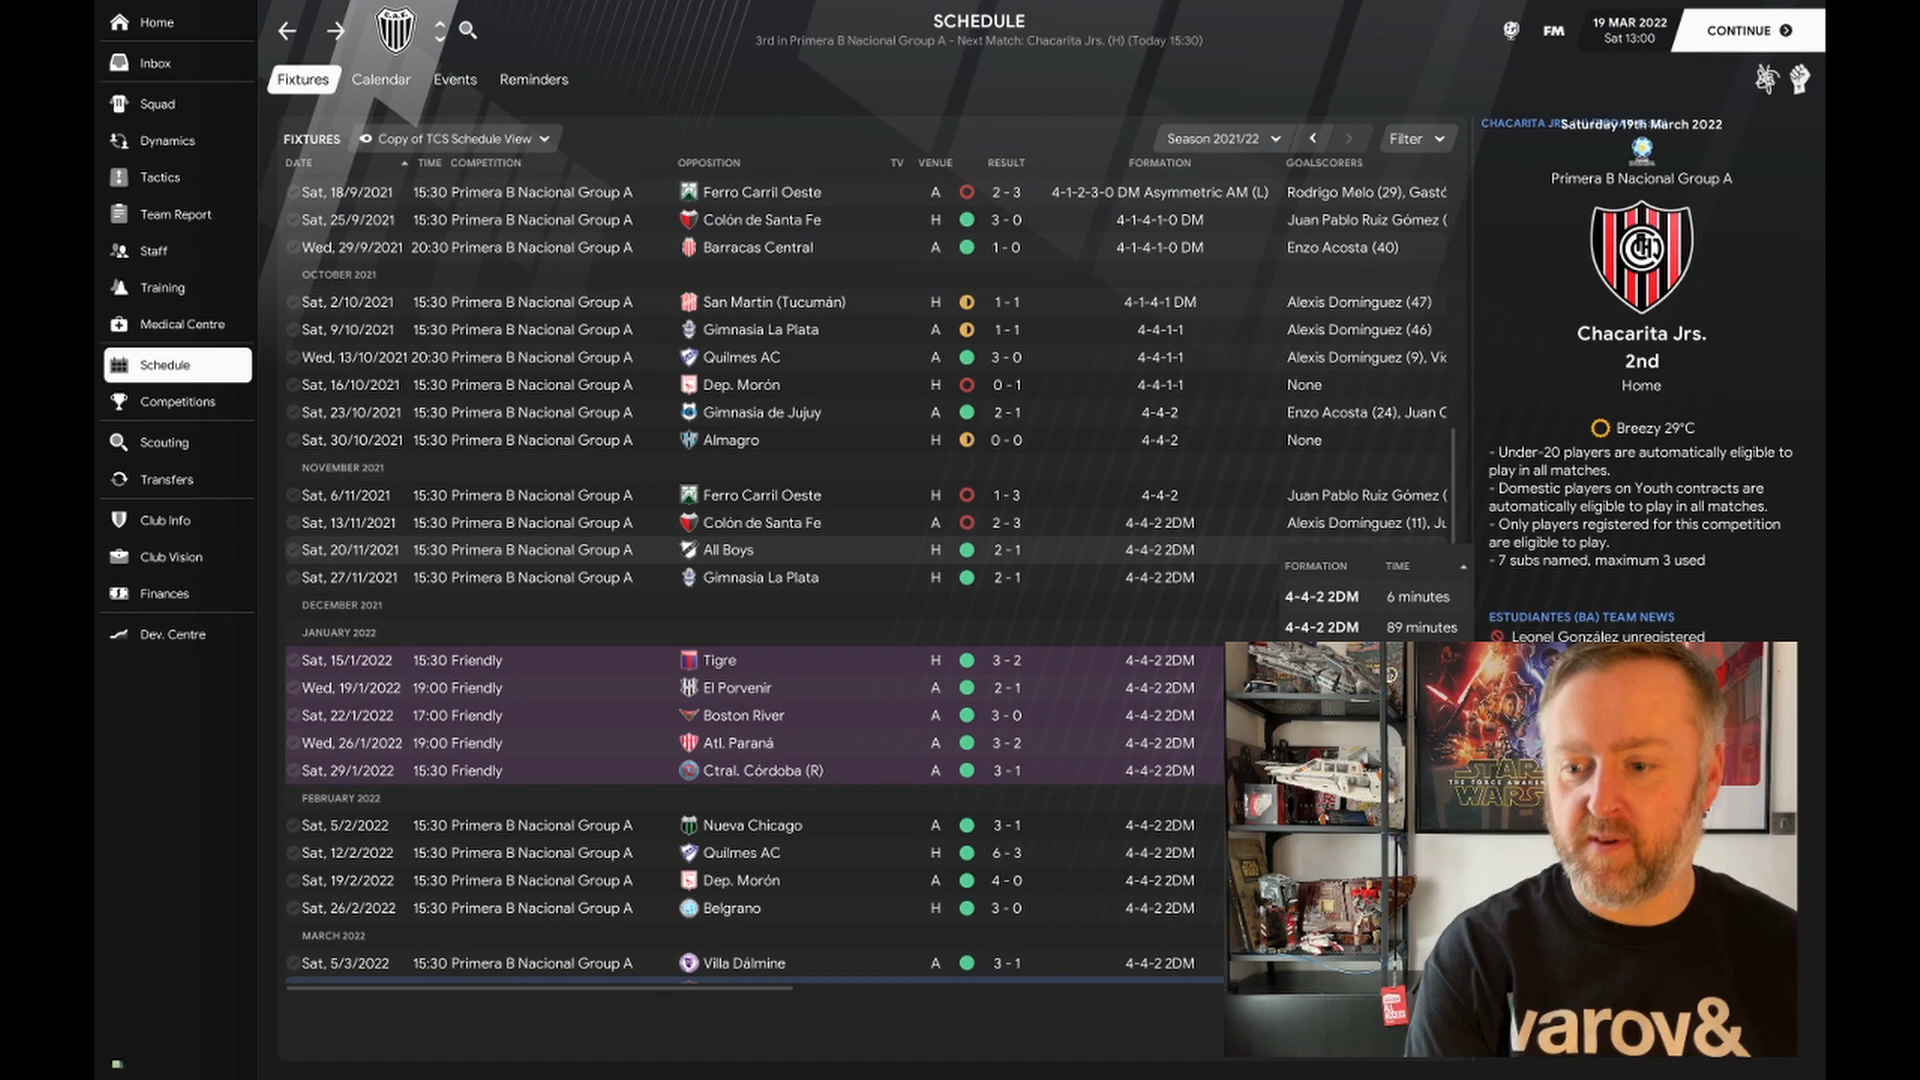 Home
SCHEDULE
3rd in Primera B Nacional Group A - Next Match: Chacarita Jrs. (H) (Today 15:30)
FM
19 MAR 2022
Sat 13:00
CONTINUE
Inbox
Fixtures Calendar Events Reminders
Squad
Dynamics
Tactics
Team Report
Staff
Training
Medical Centre
Schedule
Competitions
Scouting
Transfers
Club Info
Club Vision
Finances
Dev. Centre
FIXTURES Copy of TCS Schedule View Season 2021/22 Filter
DATE TIME COMPETITION OPPOSITION TV VENUE RESULT FORMATION GOALSCORERS
Sat, 18/9/2021 15:30 Primera B Nacional Group A Ferro Carril Oeste A 2 - 3 4-1-2-3-0 DM Asymmetric AM (L) Rodrigo Melo (29), Gastó
Sat, 25/9/2021 15:30 Primera B Nacional Group A Colón de Santa Fe H 3 - 0 4-1-4-1-0 DM Juan Pablo Ruiz Gómez (
Wed, 29/9/2021 20:30 Primera B Nacional Group A Barracas Central A 1 - 0 4-1-4-1-0 DM Enzo Acosta (40)
OCTOBER 2021
Sat, 2/10/2021 15:30 Primera B Nacional Group A San Martín (Tucumán) H 1 - 1 4-1-4-1 DM Alexis Domínguez (47)
Sat, 9/10/2021 15:30 Primera B Nacional Group A Gimnasia La Plata A 1 - 1 4-4-1-1 Alexis Domínguez (46)
Wed, 13/10/2021 20:30 Primera B Nacional Group A Quilmes AC A 3 - 0 4-4-1-1 Alexis Domínguez (9), Vic
Sat, 16/10/2021 15:30 Primera B Nacional Group A Dep. Morón H 0 - 1 4-4-1-1 None
Sat, 23/10/2021 15:30 Primera B Nacional Group A Gimnasia de Jujuy A 2 - 1 4-4-2 Enzo Acosta (24), Juan C
Sat, 30/10/2021 15:30 Primera B Nacional Group A Almagro H 0 - 0 4-4-2 None
NOVEMBER 2021
Sat, 6/11/2021 15:30 Primera B Nacional Group A Ferro Carril Oeste H 1 - 3 4-4-2 Juan Pablo Ruiz Gómez (
Sat, 13/11/2021 15:30 Primera B Nacional Group A Colón de Santa Fe A 2 - 3 4-4-2 2DM Alexis Domínguez (11), Ju
Sat, 20/11/2021 15:30 Primera B Nacional Group A All Boys H 2 - 1 4-4-2 2DM
Sat, 27/11/2021 15:30 Primera B Nacional Group A Gimnasia La Plata H 2 - 1 4-4-2 2DM
FORMATION TIME
4-4-2 2DM 6 minutes
4-4-2 2DM 89 minutes
DECEMBER 2021
JANUARY 2022
Sat, 15/1/2022 15:30 Friendly Tigre H 3 - 2 4-4-2 2DM
Wed, 19/1/2022 19:00 Friendly El Porvenir A 2 - 1 4-4-2 2DM
Sat, 22/1/2022 17:00 Friendly Boston River A 3 - 0 4-4-2 2DM
Wed, 26/1/2022 19:00 Friendly Atl. Paraná A 3 - 2 4-4-2 2DM
Sat, 29/1/2022 15:30 Friendly Ctral. Córdoba (R) A 3 - 1 4-4-2 2DM
FEBRUARY 2022
Sat, 5/2/2022 15:30 Primera B Nacional Group A Nueva Chicago A 3 - 1 4-4-2 2DM
Sat, 12/2/2022 15:30 Primera B Nacional Group A Quilmes AC H 6 - 3 4-4-2 2DM
Sat, 19/2/2022 15:30 Primera B Nacional Group A Dep. Morón A 4 - 0 4-4-2 2DM
Sat, 26/2/2022 15:30 Primera B Nacional Group A Belgrano H 3 - 0 4-4-2 2DM
MARCH 2022
Sat, 5/3/2022 15:30 Primera B Nacional Group A Villa Dálmine A 3 - 1 4-4-2 2DM
CHACARITA
Saturday 19th March 2022
Primera B Nacional Group A
Chacarita Jrs.
2nd
Home
Breezy 29°C
- Under-20 players are automatically eligible to
play in all matches.
- Domestic players on Youth contracts are
automatically eligible to play in all matches.
- Only players registered for this competition
are eligible to play.
- 7 subs named, maximum 3 used
ESTUDIANTES (BA) TEAM NEWS
Leonel González unregistered
STAR
THE FORCE AWAKEN
WARS
varov&